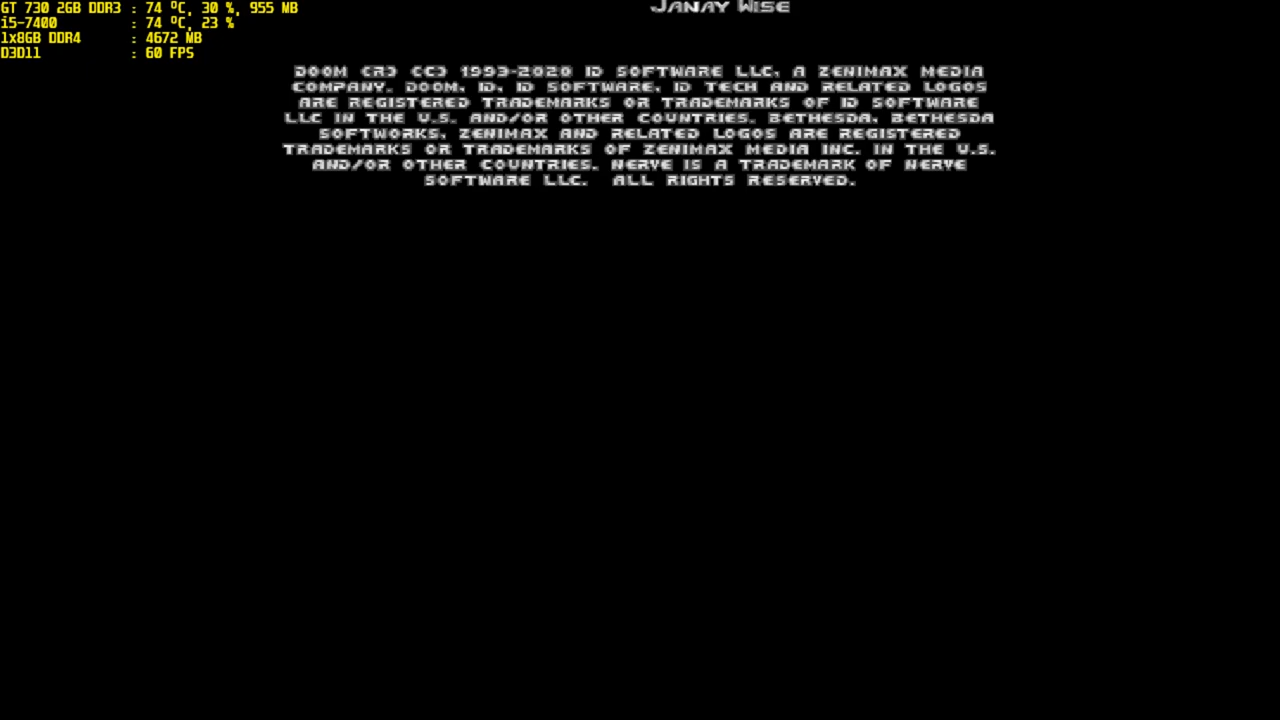 GT 730 2GB DDR3 : 74 ºC, 30 %, 955 MB
i5-7400 : 74 ºC, 23 %
1x8GB DDR4 : 4672 MB
D3D11 : 60 FPS
Janay Wise
DOOM (R) (C) 1993-2020 ID SOFTWARE LLC, A ZENIMAX MEDIA
COMPANY. DOOM, ID, ID SOFTWARE, ID TECH AND RELATED LOGOS
ARE REGISTERED TRADEMARKS OR TRADEMARKS OF ID SOFTWARE
LLC IN THE U.S. AND/OR OTHER COUNTRIES. BETHESDA, BETHESDA
SOFTWORKS, ZENIMAX AND RELATED LOGOS ARE REGISTERED
TRADEMARKS OR TRADEMARKS OF ZENIMAX MEDIA INC. IN THE U.S.
AND/OR OTHER COUNTRIES. NERVE IS A TRADEMARK OF NERVE
SOFTWARE LLC. ALL RIGHTS RESERVED.